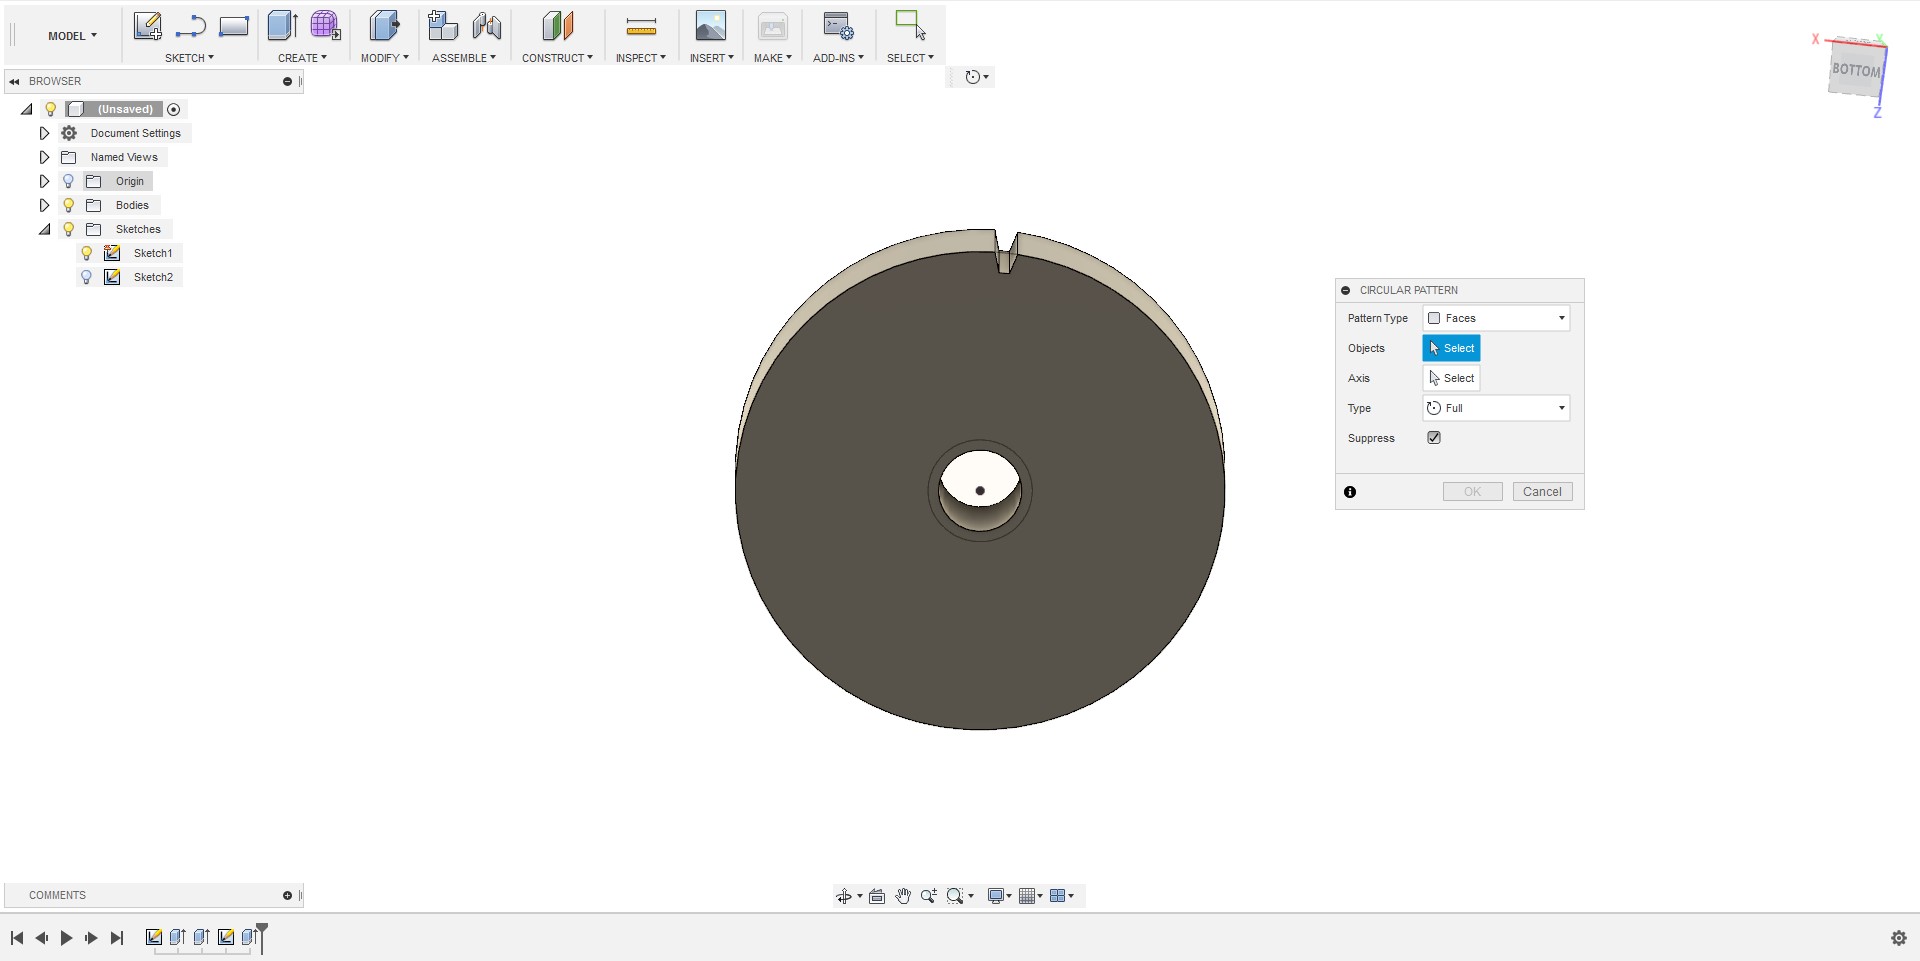 MODEL
SKETCH
CREATE
MODIFY
ASSEMBLE
CONSTRUCT
INSPECT
INSERT
MAKE
ADD-INS
SELECT
BROWSER
(Unsaved)
Document Settings
Named Views
Origin
Bodies
Sketches
Sketch1
Sketch2
X
Y
BOTTOM
Z
CIRCULAR PATTERN
Pattern Type Faces
Objects Select
Axis Select
Type Full
Suppress
OK Cancel
COMMENTS